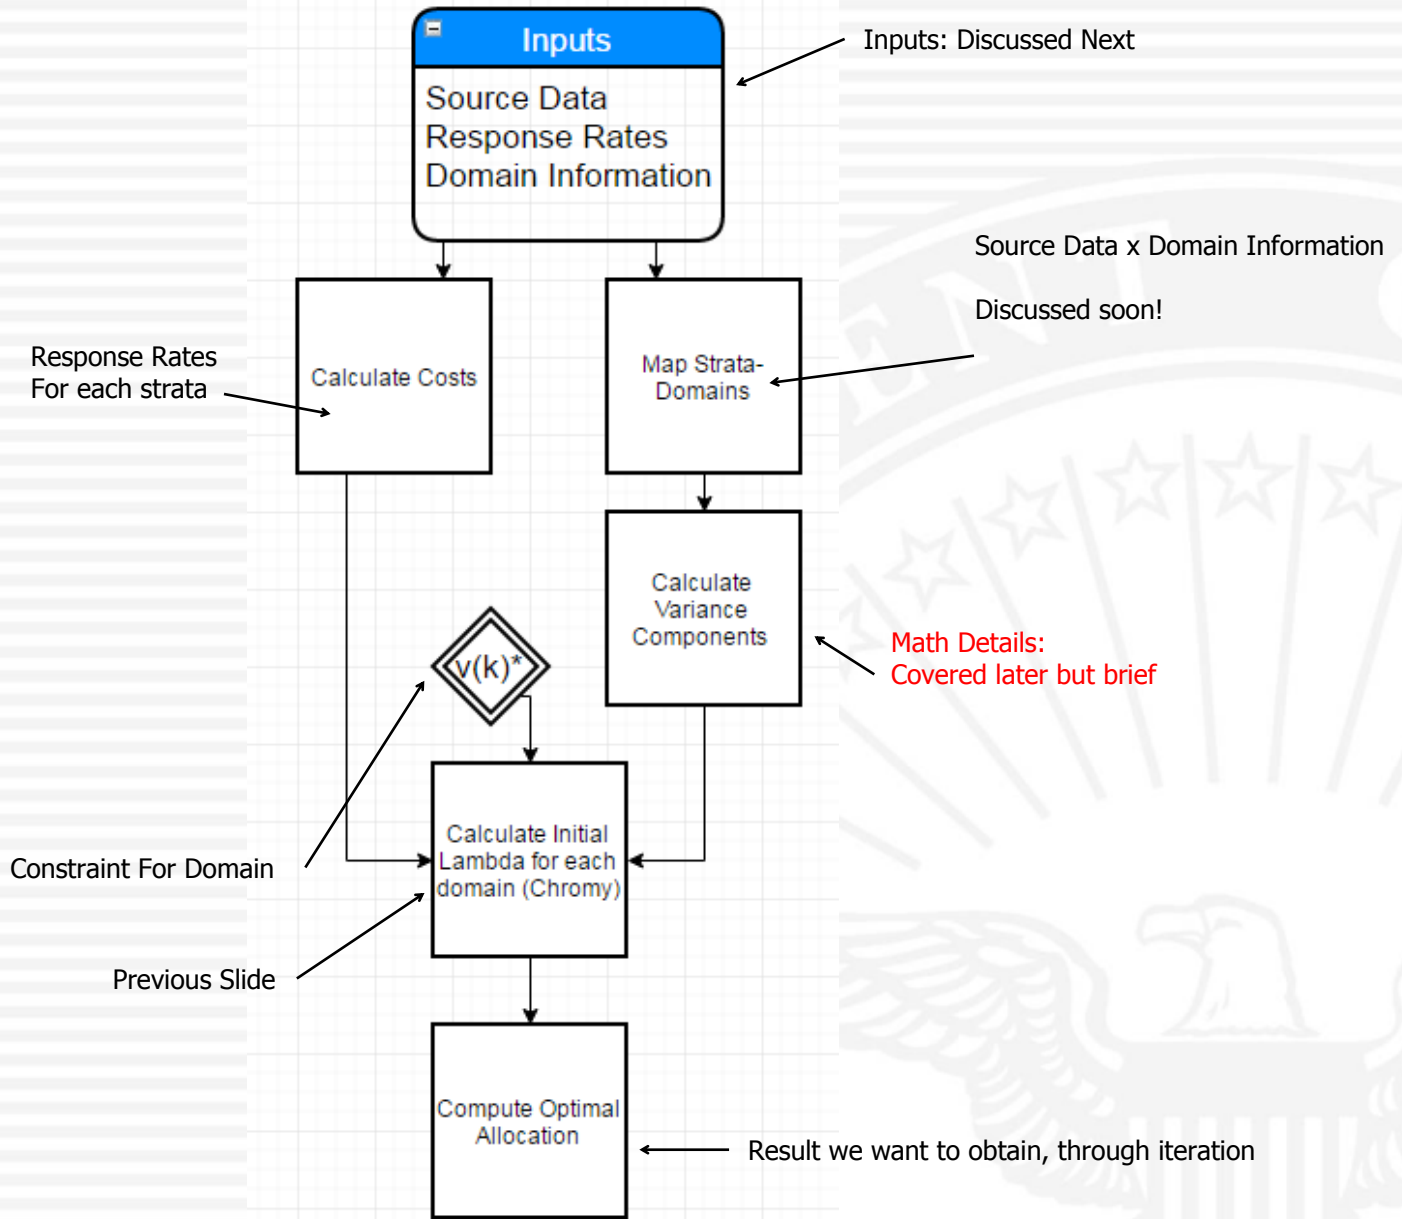 Inputs
Source Data
Response Rates
Domain Information
Inputs: Discussed Next
Source Data x Domain Information
Discussed soon!
Response Rates
For each strata
Calculate Costs
Map Strata-
Domains
Calculate
Variance
Components
Math Details:
Covered later but brief
v(k)*
Constraint For Domain
Calculate Initial
Lambda for each
domain (Chromy)
Previous Slide
Compute Optimal
Allocation
Result we want to obtain, through iteration
ENT